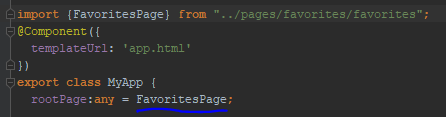 import {FavoritesPage} from "../pages/favorites/favorites";
@Component({
  templateUrl: 'app.html'
})
export class MyApp {
  rootPage:any = FavoritesPage;